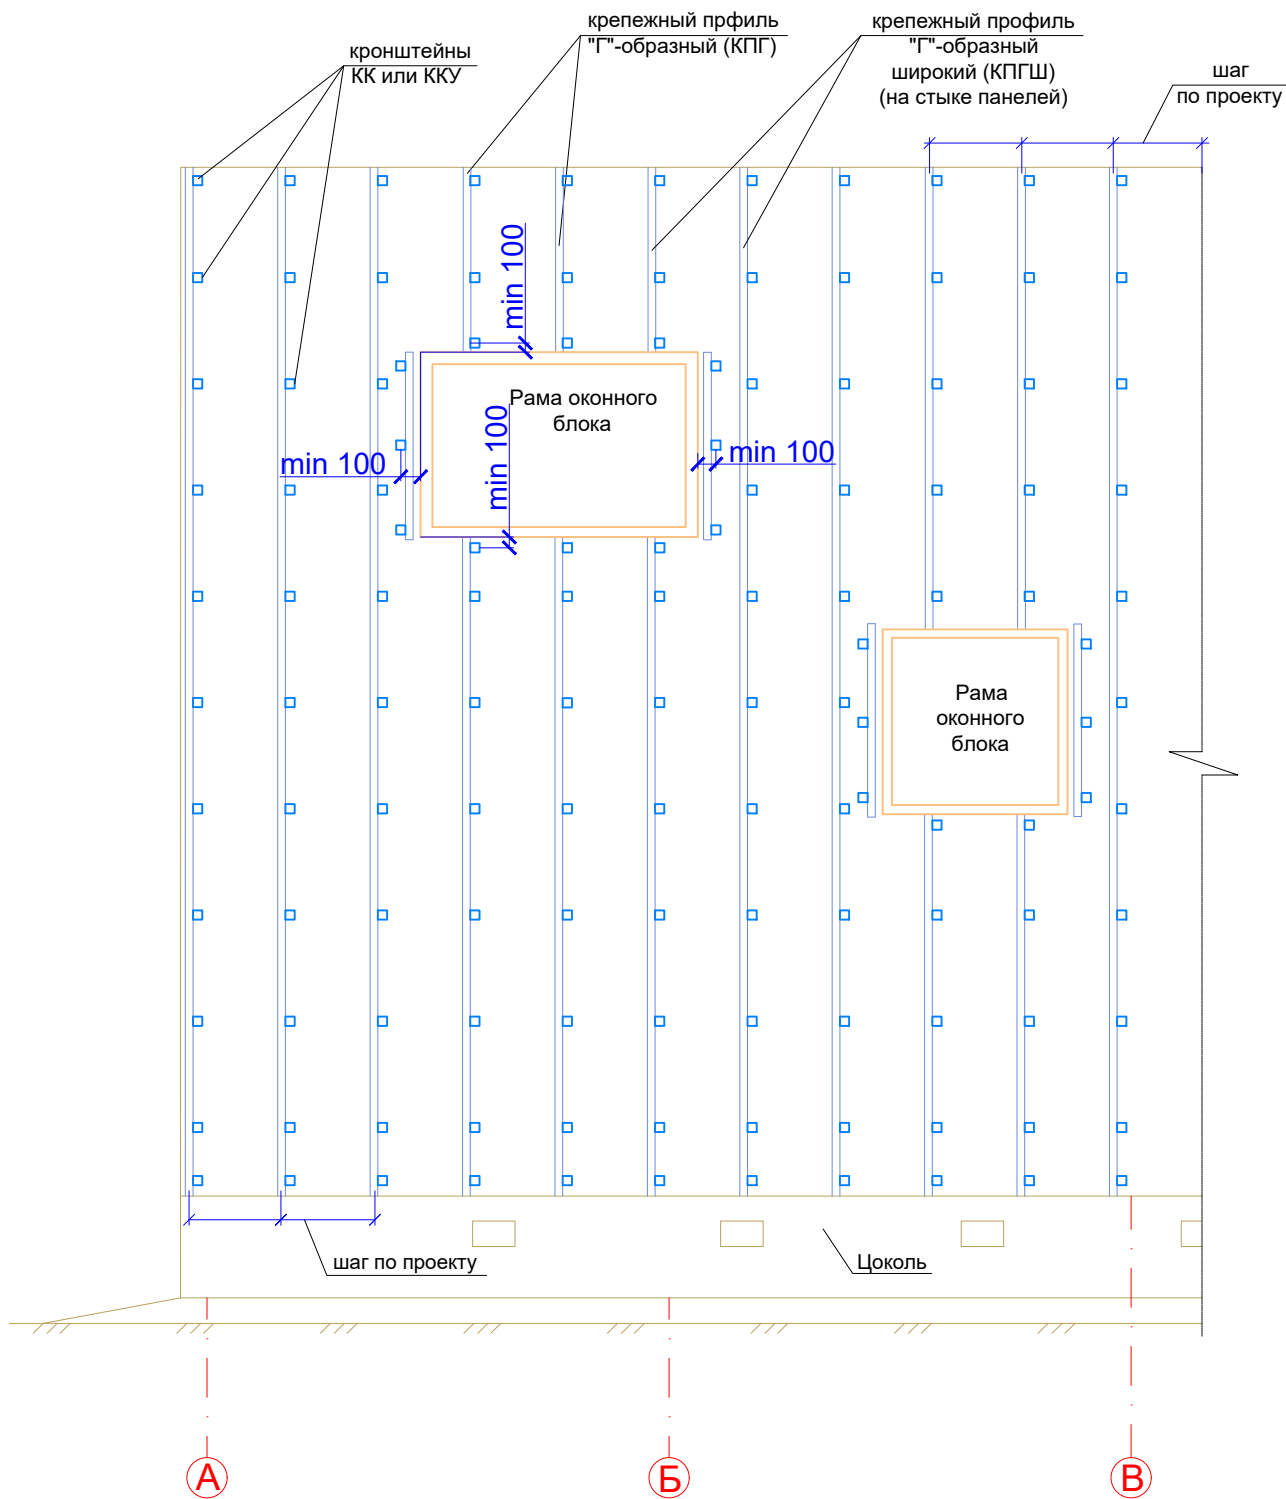 крепежный прфиль
"Г"-образный (КПГ)
крепежный профиль
"Г"-образный
широкий (КПГШ)
(на стыке панелей)
кронштейны
КК или ККУ
шаг
по проекту
min 100
Рама оконного
блока
min 100
min 100
min 100
Рама
оконного
блока
шаг по проекту
Цоколь
А
Б
В